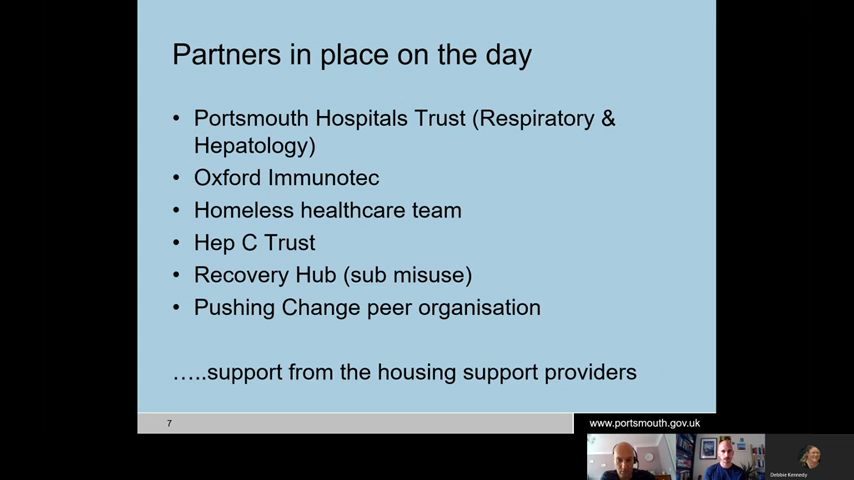 Partners in place on the day
• Portsmouth Hospitals Trust (Respiratory &
Hepatology)
• Oxford Immunotec
• Homeless healthcare team
• Hep C Trust
• Recovery Hub (sub misuse)
• Pushing Change peer organisation
…..support from the housing support providers
7
www.portsmouth.gov.uk
Debbie Kennedy